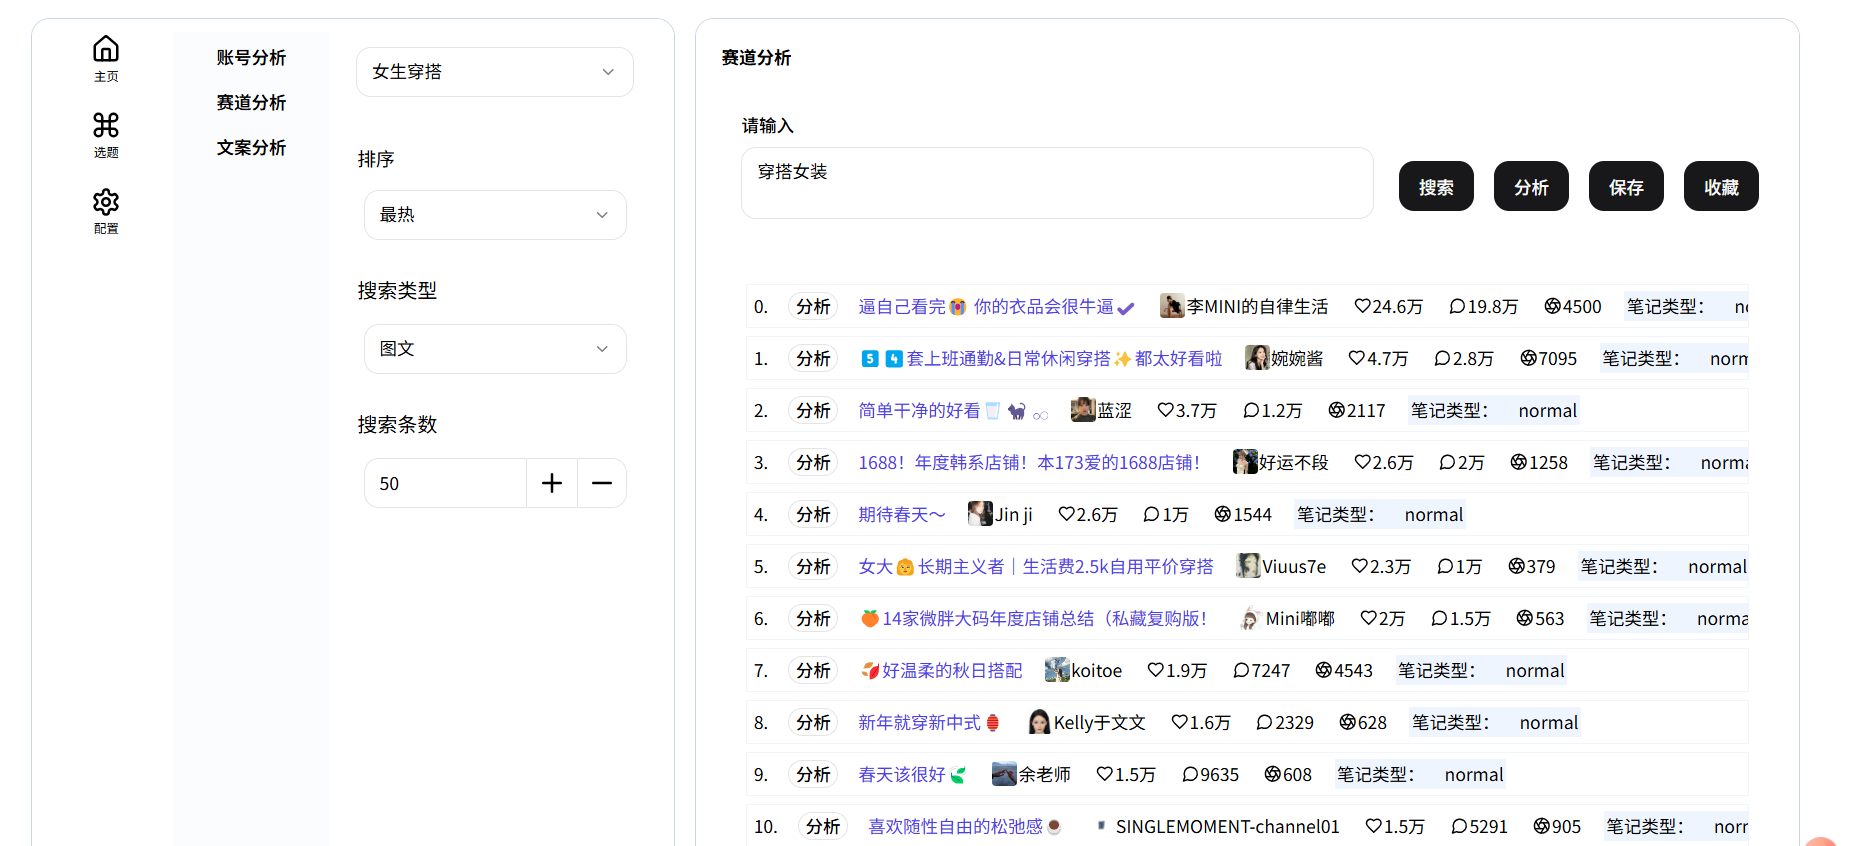 主页
选题
配置
账号分析
赛道分析
文案分析
女生穿搭
排序
最热
搜索类型
图文
搜索条数
50
赛道分析
请输入
穿搭女装
搜索 分析 保存 收藏
0. 分析 逼自己看完😭 你的衣品会很牛逼✔ 李MINI的自律生活 24.6万 19.8万 4500 笔记类型：
1. 分析 5️⃣4️⃣套上班通勤&日常休闲穿搭✨都太好看啦 婉婉酱 4.7万 2.8万 7095 笔记类型： norm
2. 分析 简单干净的好看🥛🐈‍⬛ 蓝涩 3.7万 1.2万 2117 笔记类型： normal
3. 分析 1688！年度韩系店铺！本173爱的1688店铺！ 好运不段 2.6万 2万 1258 笔记类型： norma
4. 分析 期待春天～ Jin ji 2.6万 1万 1544 笔记类型： normal
5. 分析 女大👩长期主义者｜生活费2.5k自用平价穿搭 Viuus7e 2.3万 1万 379 笔记类型： normal
6. 分析 🍊14家微胖大码年度店铺总结（私藏复购版！ Mini嘟嘟 2万 1.5万 563 笔记类型： norma
7. 分析 🍂好温柔的秋日搭配 koitoe 1.9万 7247 4543 笔记类型： normal
8. 分析 新年就穿新中式🏮 Kelly于文文 1.6万 2329 628 笔记类型： normal
9. 分析 春天该很好🍃 余老师 1.5万 9635 608 笔记类型： normal
10. 分析 喜欢随性自由的松弛感☕ SINGLEMOMENT-channel01 1.5万 5291 905 笔记类型： nor